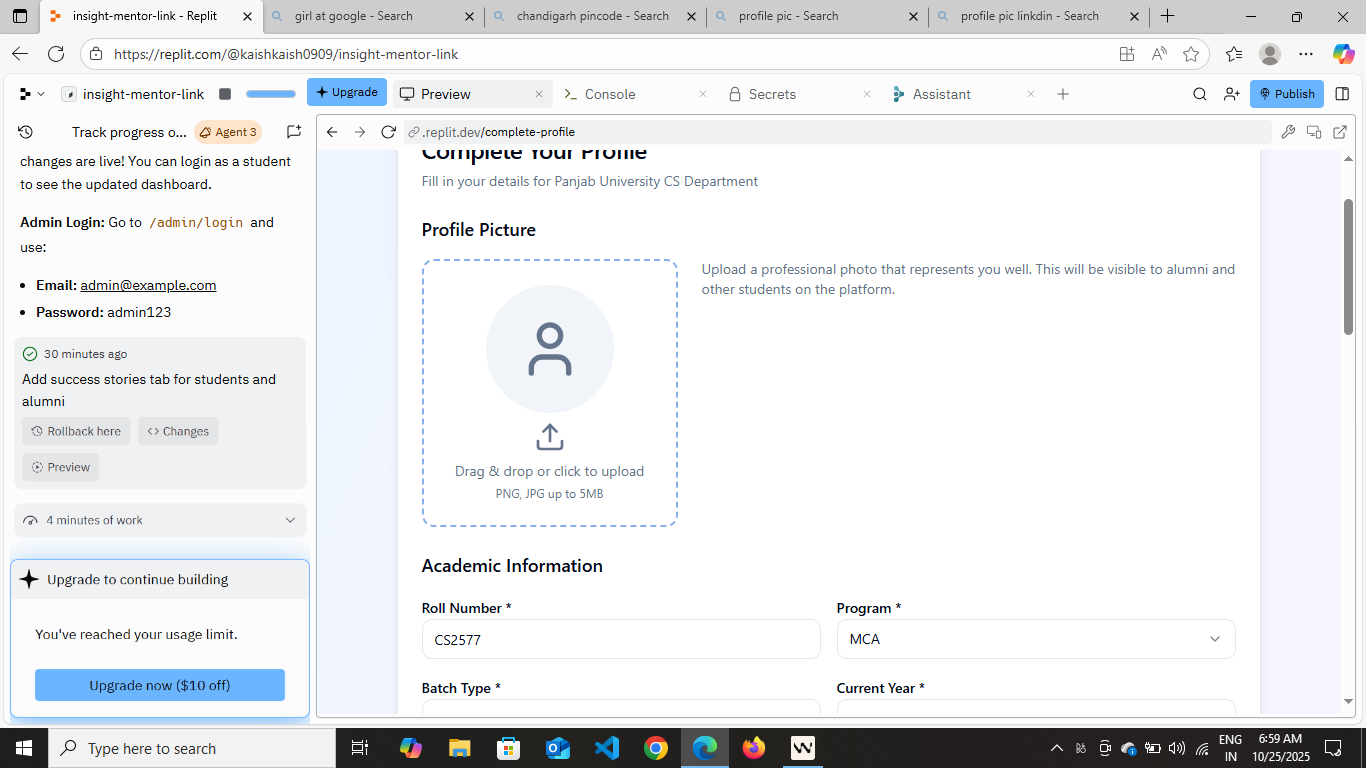 insight-mentor-link - Replit
girl at google - Search
chandigarh pincode - Search
profile pic - Search
profile pic linkdin - Search
https://replit.com/@kaishkaish0909/insight-mentor-link
insight-mentor-link
Upgrade
Preview
Console
Secrets
Assistant
Publish
Track progress o...
Agent 3
.replit.dev/complete-profile
changes are live! You can login as a student
to see the updated dashboard.
Admin Login: Go to /admin/login and
use:
• Email: admin@example.com
• Password: admin123
30 minutes ago
Add success stories tab for students and
alumni
Rollback here
Changes
Preview
4 minutes of work
Upgrade to continue building
You've reached your usage limit.
Upgrade now ($10 off)
Complete Your Profile
Fill in your details for Panjab University CS Department
Profile Picture
Upload a professional photo that represents you well. This will be visible to alumni and
other students on the platform.
Drag & drop or click to upload
PNG, JPG up to 5MB
Academic Information
Roll Number *
Program *
CS2577
MCA
Batch Type *
Current Year *
Type here to search
ENG
IN
6:59 AM
10/25/2025